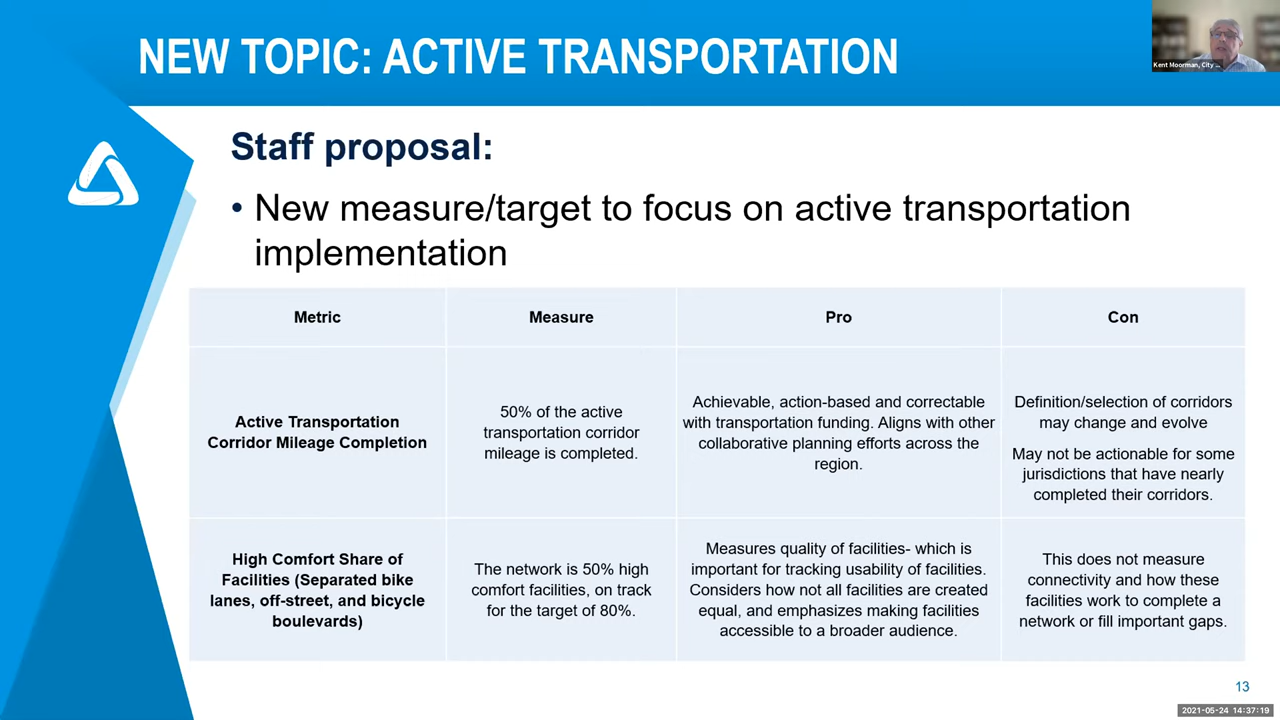 NEW TOPIC: ACTIVE TRANSPORTATION
Kent Moorman, City ...
Staff proposal:
• New measure/target to focus on active transportation
implementation
Metric
Measure
Pro
Con
Active Transportation
Corridor Mileage Completion
50% of the active
transportation corridor
mileage is completed.
Achievable, action-based and correctable
with transportation funding. Aligns with other
collaborative planning efforts across the
region.
Definition/selection of corridors
may change and evolve
May not be actionable for some
jurisdictions that have nearly
completed their corridors.
High Comfort Share of
Facilities (Separated bike
lanes, off-street, and bicycle
boulevards)
The network is 50% high
comfort facilities, on track
for the target of 80%.
Measures quality of facilities- which is
important for tracking usability of facilities.
Considers how not all facilities are created
equal, and emphasizes making facilities
accessible to a broader audience.
This does not measure
connectivity and how these
facilities work to complete a
network or fill important gaps.
13
2021-05-24 14:37:19